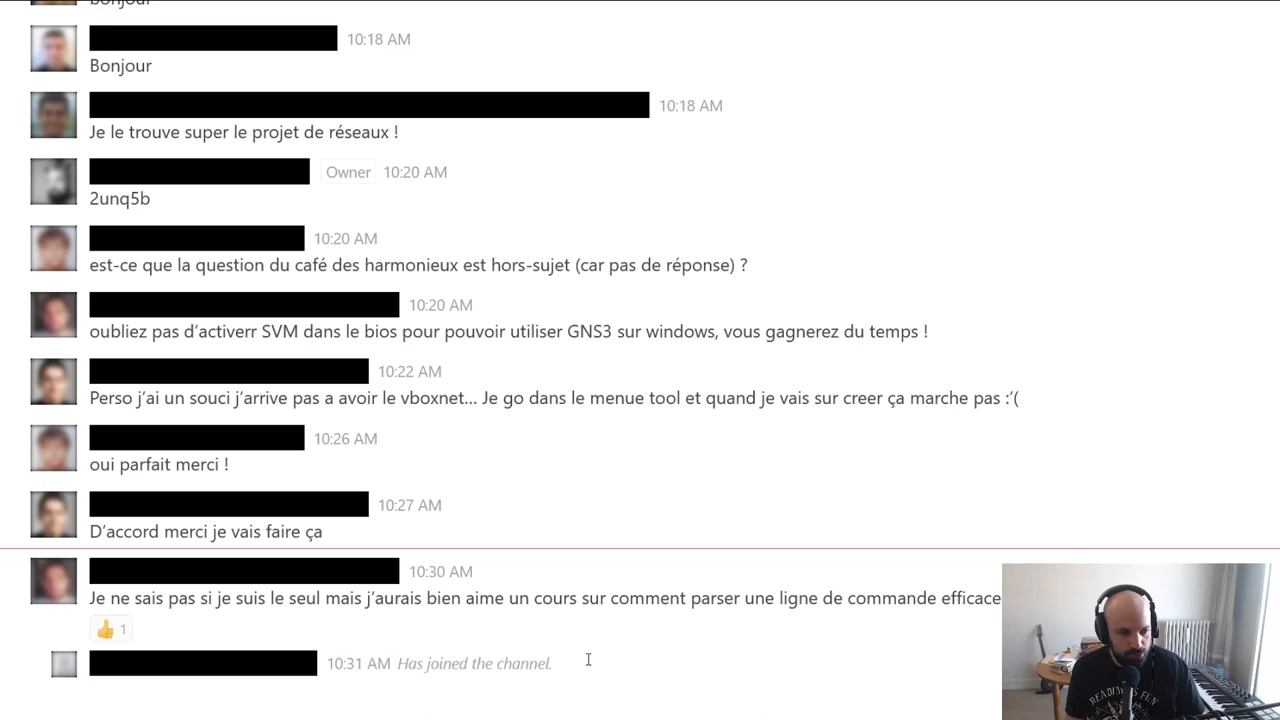 bonjour
10:18 AM
Bonjour
10:18 AM
Je le trouve super le projet de réseaux !
Owner 10:20 AM
2unq5b
10:20 AM
est-ce que la question du café des harmonieux est hors-sujet (car pas de réponse) ?
10:20 AM
oubliez pas d'activerr SVM dans le bios pour pouvoir utiliser GNS3 sur windows, vous gagnerez du temps !
10:22 AM
Perso j'ai un souci j'arrive pas a avoir le vboxnet... Je go dans le menue tool et quand je vais sur creer ça marche pas :'(
10:26 AM
oui parfait merci !
10:27 AM
D'accord merci je vais faire ça
10:30 AM
Je ne sais pas si je suis le seul mais j'aurais bien aime un cours sur comment parser une ligne de commande efficace
👍 1
10:31 AM Has joined the channel.
READING IS FUN